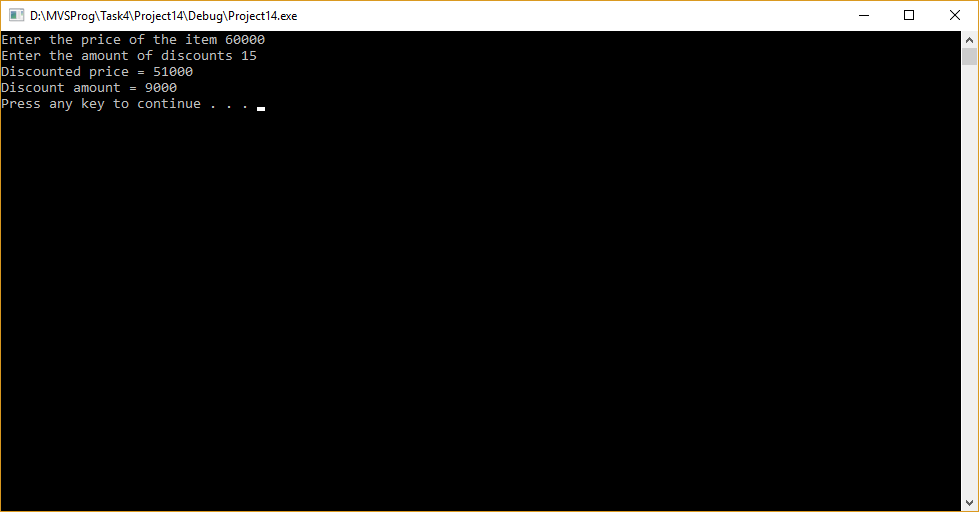 D:\MVSProg\Task4\Project14\Debug\Project14.exe
Enter the price of the item 60000
Enter the amount of discounts 15
Discounted price = 51000
Discount amount = 9000
Press any key to continue . . .